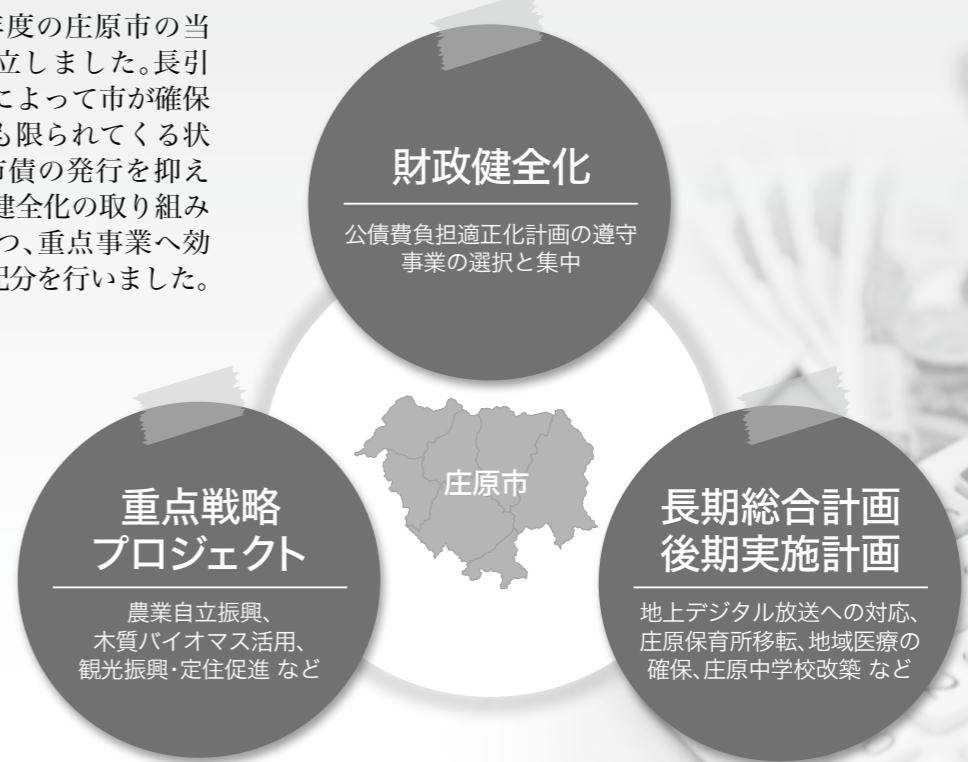 年度の庄原市の当
立しました。長引
によって市が確保
も限られてくる状
市債の発行を抑え
健全化の取り組み
つ、重点事業へ効
配分を行いました。
財政健全化
公債費負担適正化計画の遵守
事業の選択と集中
庄原市
重点戦略
プロジェクト
農業自立振興、
木質バイオマス活用、
観光振興・定住促進 など
長期総合計画
後期実施計画
地上デジタル放送への対応、
庄原保育所移転、地域医療の
確保、庄原中学校改築 など